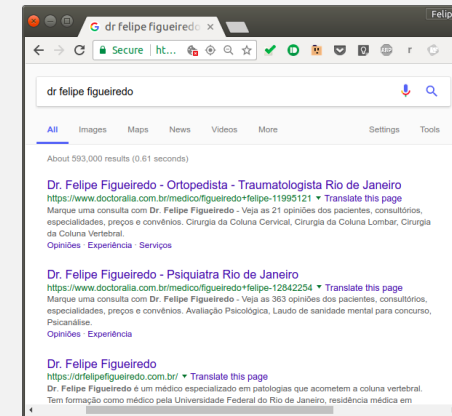 Felip
dr felipe figueiredo
Secure | ht...
dr felipe figueiredo
All Images Maps News Videos More Settings Tools
About 593,000 results (0.61 seconds)
Dr. Felipe Figueiredo - Ortopedista - Traumatologista Rio de Janeiro
https://www.doctoralia.com.br/medico/figueiredo+felipe-11995121 ▼ Translate this page
Marque uma consulta com Dr. Felipe Figueiredo - Veja as 21 opiniões dos pacientes, consultórios,
especialidades, preços e convênios. Cirurgia da Coluna Cervical, Cirurgia da Coluna Lombar, Cirurgia
da Coluna Vertebral.
Opiniões · Experiência · Serviços
Dr. Felipe Figueiredo - Psiquiatra Rio de Janeiro
https://www.doctoralia.com.br/medico/figueiredo+felipe-12842254 ▼ Translate this page
Marque uma consulta com Dr. Felipe Figueiredo - Veja as 363 opiniões dos pacientes, consultórios,
especialidades, preços e convênios. Avaliação Psicológica, Laudo de sanidade mental para concurso,
Psicanálise.
Opiniões · Experiência
Dr. Felipe Figueiredo
https://drfelipefigueiredo.com.br/ ▼ Translate this page
Dr. Felipe Figueiredo é um médico especializado em patologias que acometem a coluna vertebral.
Tem formação como médico pela Universidade Federal do Rio de Janeiro, residência médica em